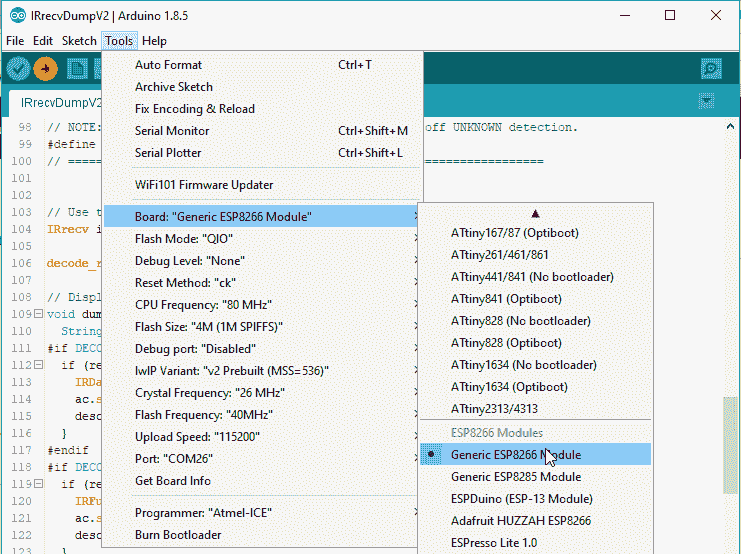 IRrecvDumpV2 | Arduino 1.8.5
File Edit Sketch Tools Help
IRrecvDumpV2
Auto Format Ctrl+T
Archive Sketch
Fix Encoding & Reload
Serial Monitor Ctrl+Shift+M
Serial Plotter Ctrl+Shift+L
WiFi101 Firmware Updater
Board: "Generic ESP8266 Module"
Flash Mode: "QIO"
Debug Level: "None"
Reset Method: "ck"
CPU Frequency: "80 MHz"
Flash Size: "4M (1M SPIFFS)"
Debug port: "Disabled"
lwIP Variant: "v2 Prebuilt (MSS=536)"
Crystal Frequency: "26 MHz"
Flash Frequency: "40MHz"
Upload Speed: "115200"
Port: "COM26"
Get Board Info
Programmer: "Atmel-ICE"
Burn Bootloader
ATtiny167/87 (Optiboot)
ATtiny261/461/861
ATtiny441/841 (No bootloader)
ATtiny841 (Optiboot)
ATtiny828 (No bootloader)
ATtiny828 (Optiboot)
ATtiny1634 (No bootloader)
ATtiny1634 (Optiboot)
ATtiny2313/4313
ESP8266 Modules
Generic ESP8266 Module
Generic ESP8285 Module
ESPDuino (ESP-13 Module)
Adafruit HUZZAH ESP8266
ESPresso Lite 1.0
98 // NOTE: off UNKNOWN detection.
99 #define
100 // ==== ================
101
102
103 // Use t
104 IRrecv i
105
106 decode_r
107
108 // Displ
109 void dum
110 String
111 #if DECO
112 if (re
113 IRDa
114 ac.s
115 desc
116 }
117 #endif
118 #if DECO
119 if (re
120 IRFu
121 ac.s
122 desc
123 }